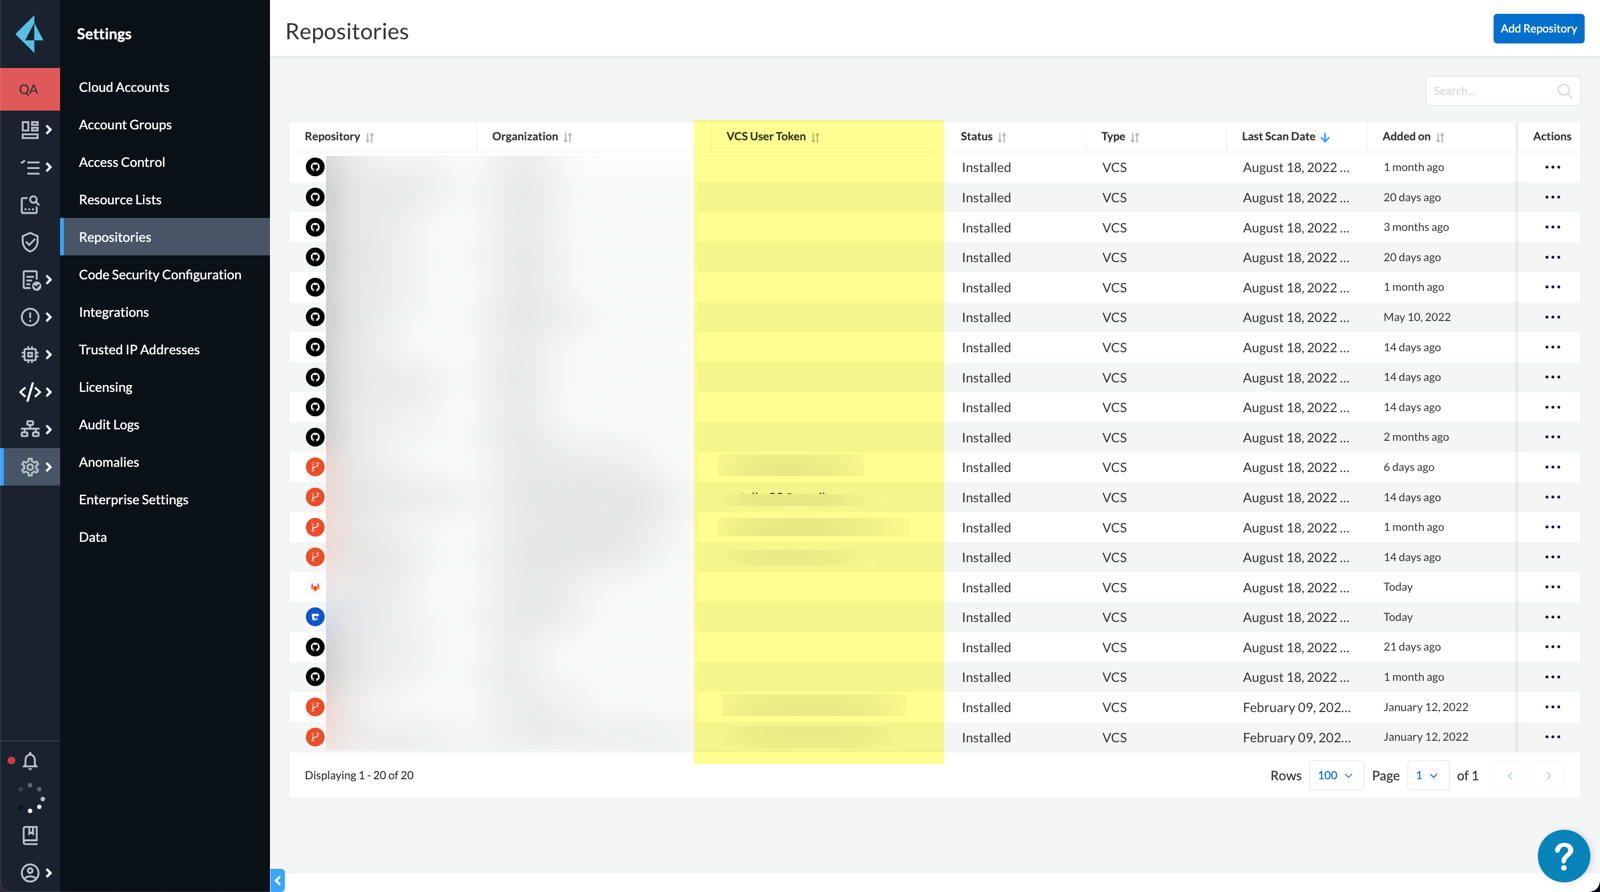 Settings
QA
Cloud Accounts
Account Groups
Access Control
Resource Lists
Repositories
Code Security Configuration
Integrations
Trusted IP Addresses
Licensing
Audit Logs
Anomalies
Enterprise Settings
Data
Repositories
Add Repository
Search...
Repository Organization VCS User Token Status Type Last Scan Date Added on Actions
Installed VCS August 18, 2022 ... 1 month ago
Installed VCS August 18, 2022 ... 20 days ago
Installed VCS August 18, 2022 ... 3 months ago
Installed VCS August 18, 2022 ... 20 days ago
Installed VCS August 18, 2022 ... 1 month ago
Installed VCS August 18, 2022 ... May 10, 2022
Installed VCS August 18, 2022 ... 14 days ago
Installed VCS August 18, 2022 ... 14 days ago
Installed VCS August 18, 2022 ... 14 days ago
Installed VCS August 18, 2022 ... 2 months ago
Installed VCS August 18, 2022 ... 6 days ago
Installed VCS August 18, 2022 ... 14 days ago
Installed VCS August 18, 2022 ... 1 month ago
Installed VCS August 18, 2022 ... 14 days ago
Installed VCS August 18, 2022 ... Today
Installed VCS August 18, 2022 ... Today
Installed VCS August 18, 2022 ... 21 days ago
Installed VCS August 18, 2022 ... 1 month ago
Installed VCS February 09, 202... January 12, 2022
Installed VCS February 09, 202... January 12, 2022
Displaying 1 - 20 of 20
Rows 100 Page 1 of 1
?